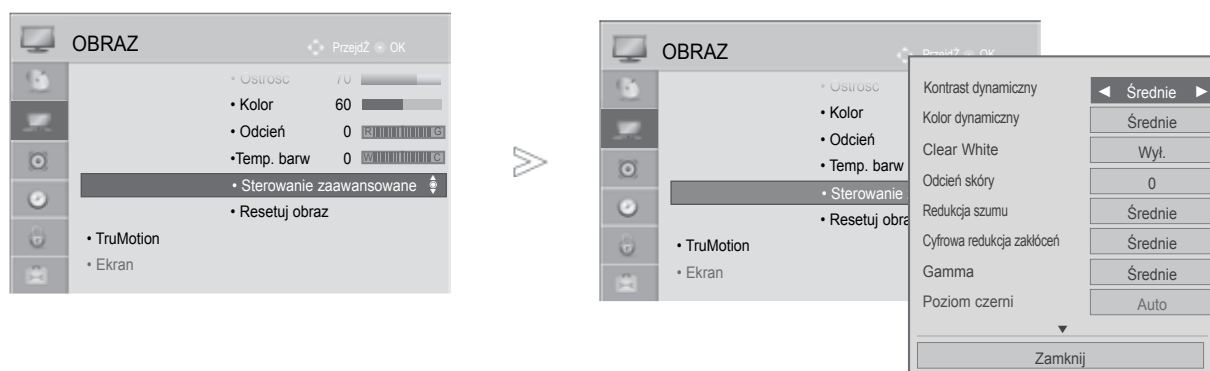 OBRAZ
PrzejdŹ OK
• Ostrość 70
• Kolor 60
• Odcień 0 R G
•Temp. barw 0 W C
• Sterowanie zaawansowane
• Resetuj obraz
• TruMotion
• Ekran
OBRAZ
PrzejdŹ OK
• Ostrość
• Kolor
• Odcień
• Temp. barw
• Sterowanie
• Resetuj obra
• TruMotion
• Ekran
Kontrast dynamiczny ◄ Średnie ►
Kolor dynamiczny Średnie
Clear White Wył.
Odcień skóry 0
Redukcja szumu Średnie
Cyfrowa redukcja zakłóceń Średnie
Gamma Średnie
Poziom czerni Auto
▼
Zamknij